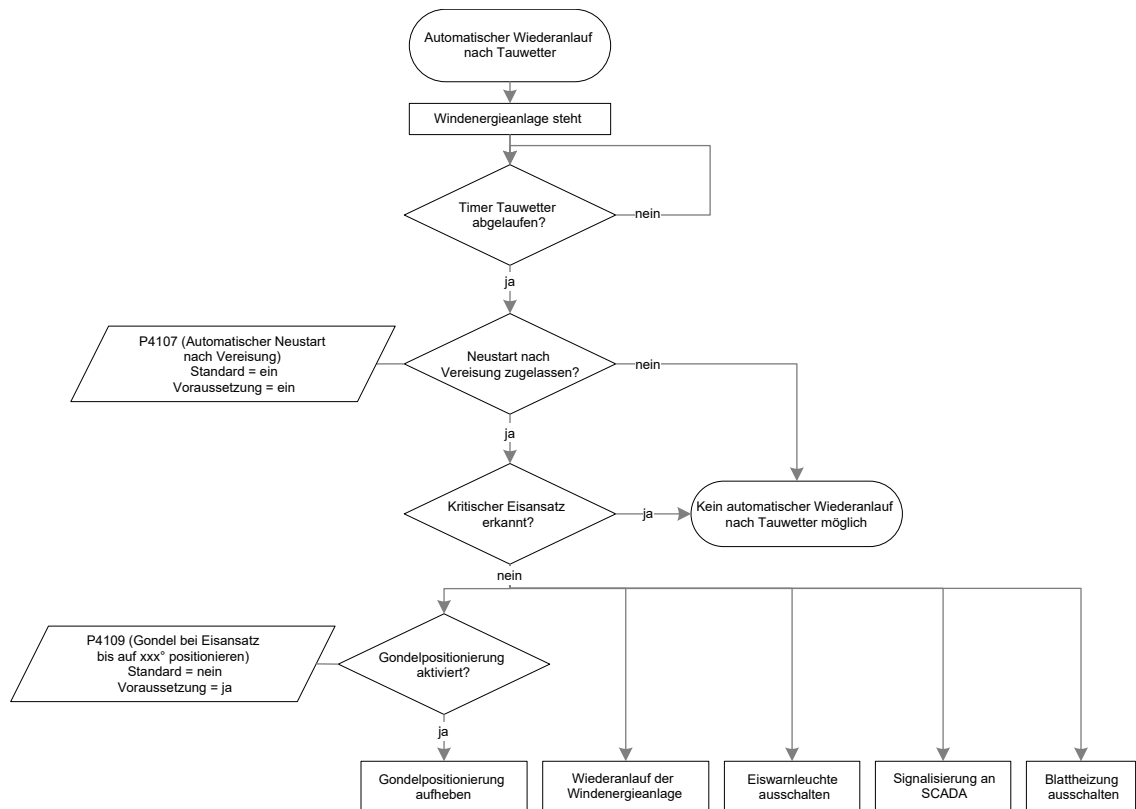 Automatischer Wiederanlauf
nach Tauwetter
Windenergieanlage steht
Timer Tauwetter
abgelaufen?
nein
ja
P4107 (Automatischer Neustart
nach Vereisung)
Standard = ein
Voraussetzung = ein
Neustart nach
Vereisung zugelassen?
nein
ja
Kritischer Eisansatz
erkannt?
ja
Kein automatischer Wiederanlauf
nach Tauwetter möglich
nein
P4109 (Gondel bei Eisansatz
bis auf xxx° positionieren)
Standard = nein
Voraussetzung = ja
Gondelpositionierung
aktiviert?
ja
Gondelpositionierung
aufheben
Wiederanlauf der
Windenergieanlage
Eiswarnleuchte
ausschalten
Signalisierung an
SCADA
Blattheizung
ausschalten